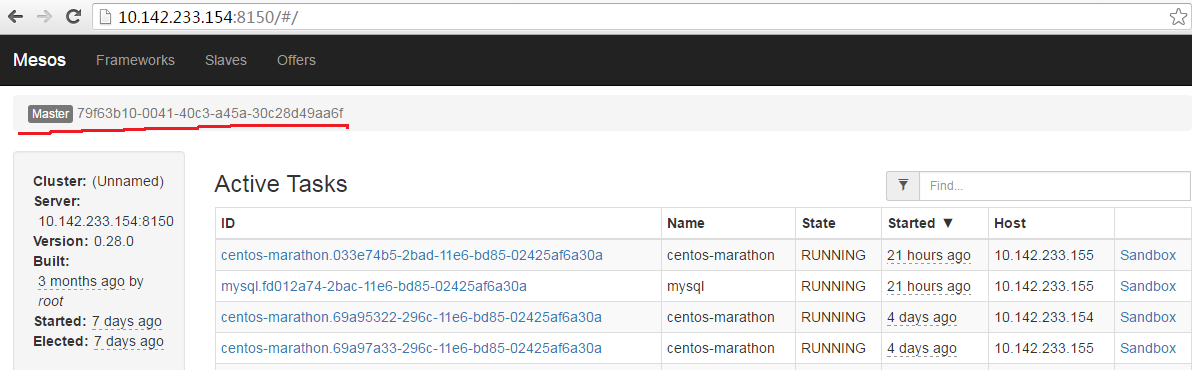 10.142.233.154:8150/#/
Mesos Frameworks Slaves Offers
Master 79f63b10-0041-40c3-a45a-30c28d49aa6f
Cluster: (Unnamed)
Server:
10.142.233.154:8150
Version: 0.28.0
Built:
3 months ago by
root
Started: 7 days ago
Elected: 7 days ago
Active Tasks
Find...
ID Name State Started ▼ Host
centos-marathon.033e74b5-2bad-11e6-bd85-02425af6a30a centos-marathon RUNNING 21 hours ago 10.142.233.155 Sandbox
mysql.fd012a74-2bac-11e6-bd85-02425af6a30a mysql RUNNING 21 hours ago 10.142.233.155 Sandbox
centos-marathon.69a95322-296c-11e6-bd85-02425af6a30a centos-marathon RUNNING 4 days ago 10.142.233.154 Sandbox
centos-marathon.69a97a33-296c-11e6-bd85-02425af6a30a centos-marathon RUNNING 4 days ago 10.142.233.155 Sandbox